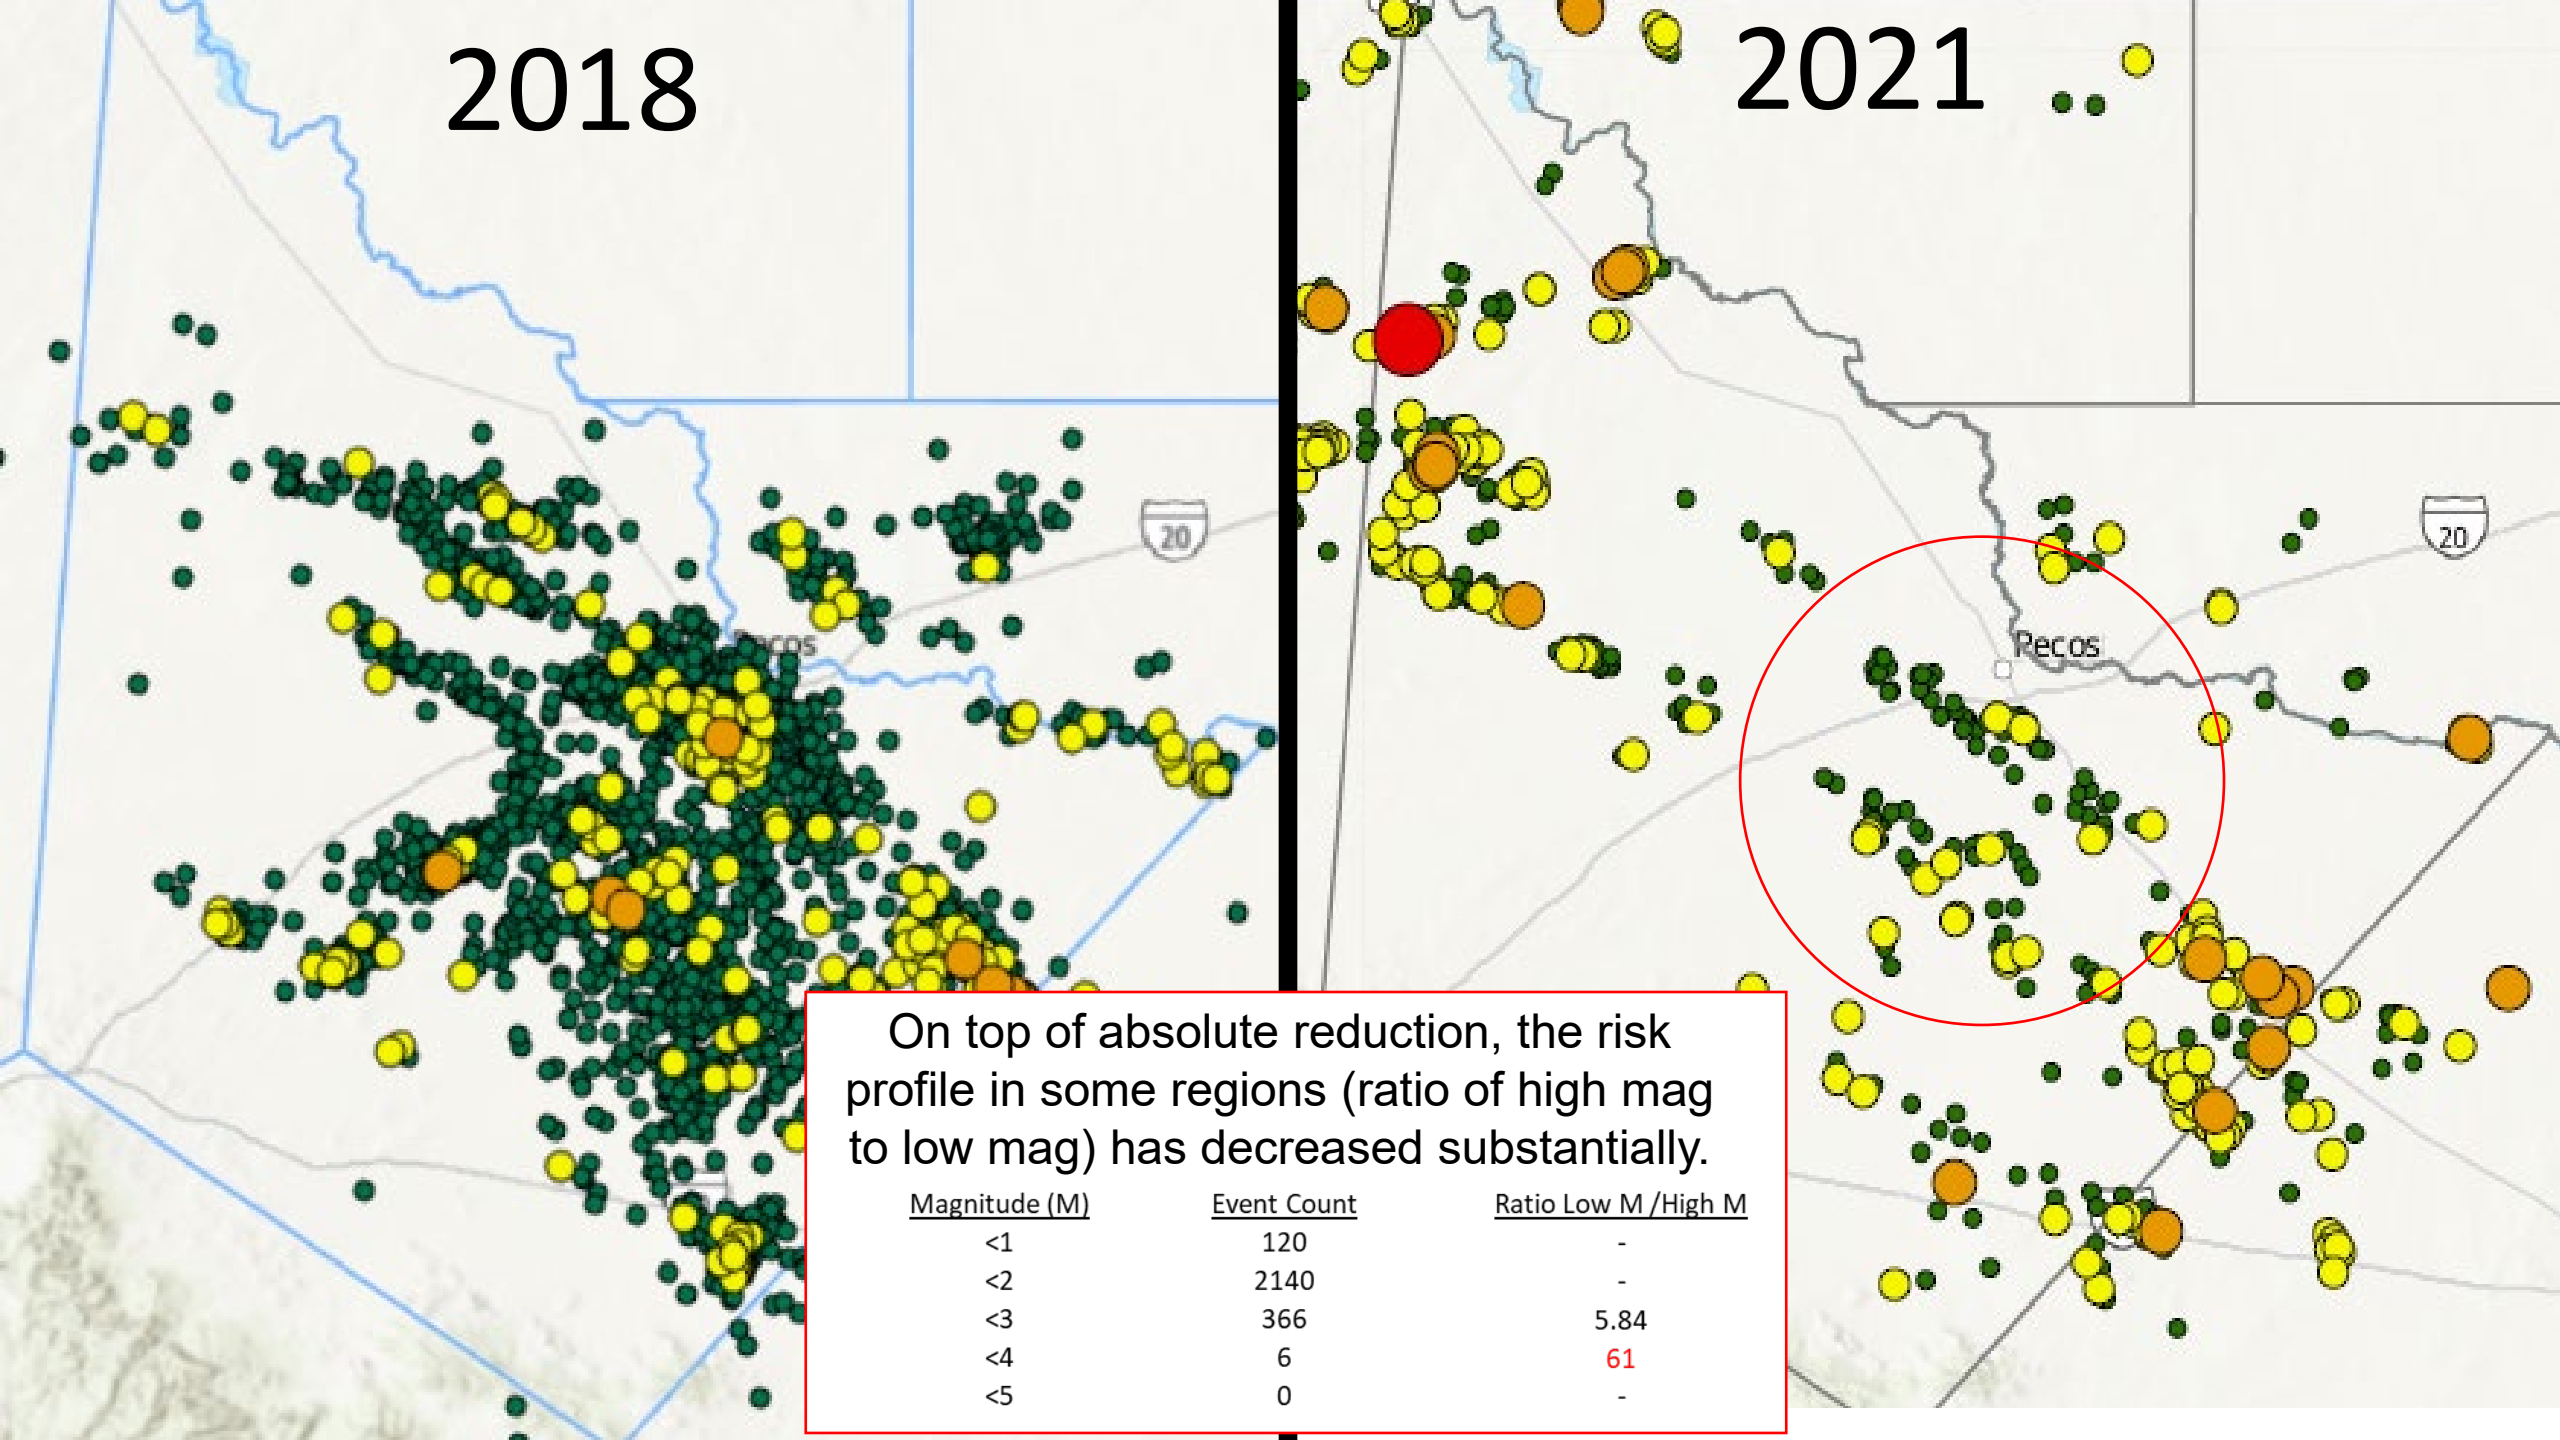 2018
2021
20
20
Pecos
Pecos
On top of absolute reduction, the risk
profile in some regions (ratio of high mag
to low mag) has decreased substantially.
Magnitude (M) Event Count Ratio Low M /High M
<1 120 -
<2 2140 -
<3 366 5.84
<4 6 61
<5 0 -